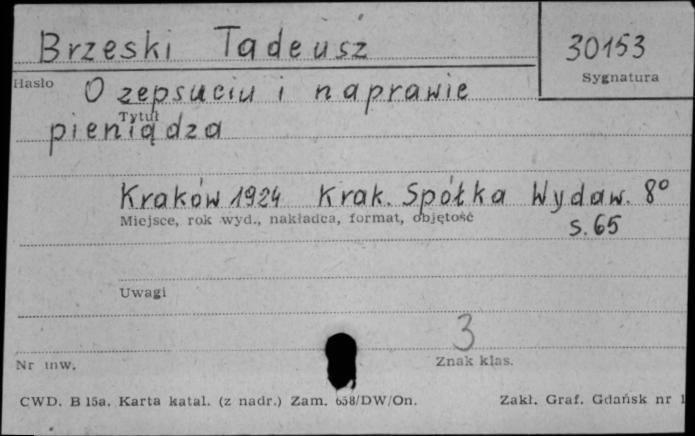 Brzeski Tadeusz
30153
Hasło
Sygnatura
O zepsuciu i naprawie
Tytuł
pieniądza
Kraków 1924 Krak. Spółka Wydaw. 8°
Miejsce, rok wyd., nakładca, format, objętość
s. 65
Uwagi
3
Nr inw.
Znak klas.
CWD. B 15a. Karta katal. (z nadr.) Zam. 658/DW/On.
Zakł. Graf. Gdańsk nr 1